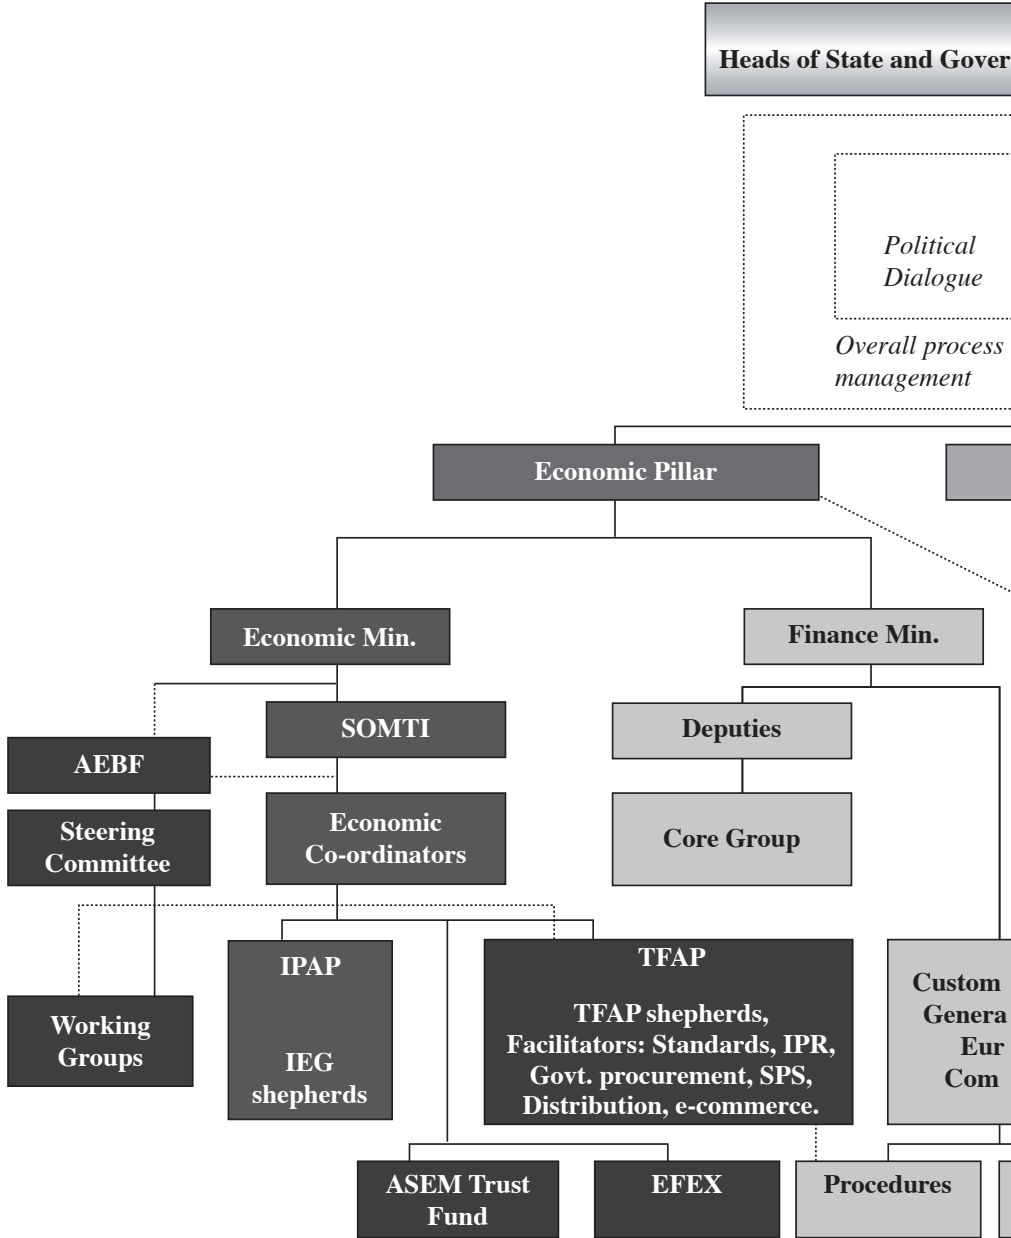 Heads of State and Gover
Political
Dialogue
Overall process
management
Economic Pillar
Economic Min.
Finance Min.
SOMTI
Deputies
AEBF
Economic
Co-ordinators
Core Group
Steering
Committee
IPAP
IEG
shepherds
TFAP
TFAP shepherds,
Facilitators: Standards, IPR,
Govt. procurement, SPS,
Distribution, e-commerce.
Custom
Genera
Eur
Com
Working
Groups
ASEM Trust
Fund
EFEX
Procedures